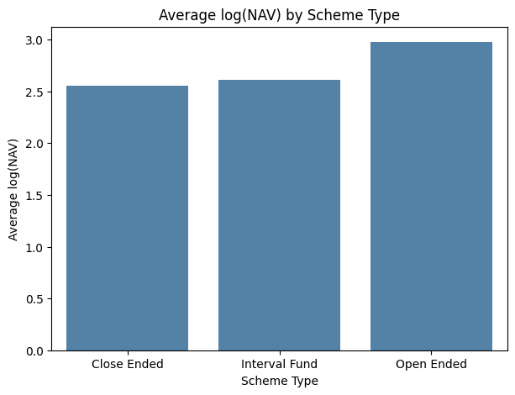 Average log(NAV) by Scheme Type
Average log(NAV)
3.0
2.5
2.0
1.5
1.0
0.5
0.0
Close Ended
Interval Fund
Open Ended
Scheme Type